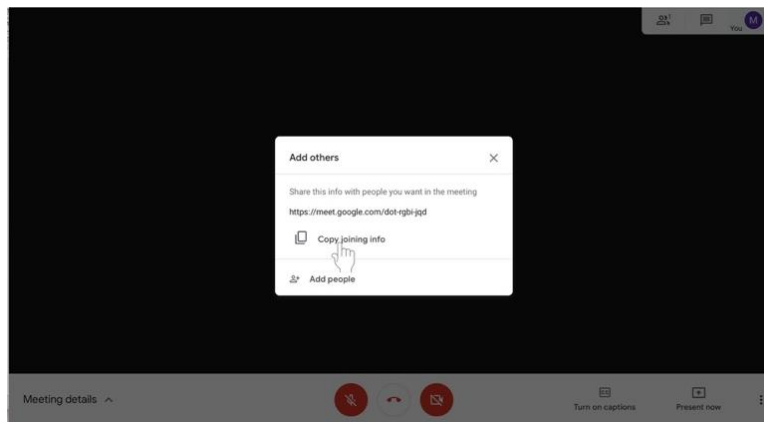 You
M
Add others
Share this info with people you want in the meeting
https://meet.google.com/dot-rgbi-jqd
Copy joining info
Add people
Meeting details
Turn on captions
Present now